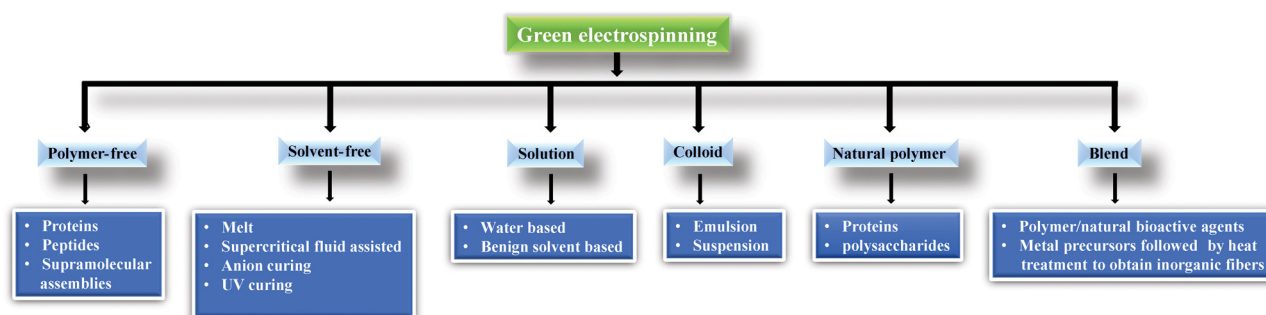 Green electrospinning
Polymer-free
Solvent-free
Solution
Colloid
Natural polymer
Blend
• Proteins
• Peptides
• Supramolecular
assemblies
• Melt
• Supercritical fluid assisted
• Anion curing
• UV curing
• Water based
• Benign solvent based
• Emulsion
• Suspension
• Proteins
• polysaccharides
• Polymer/natural bioactive agents
• Metal precursors followed by heat
treatment to obtain inorganic fibers